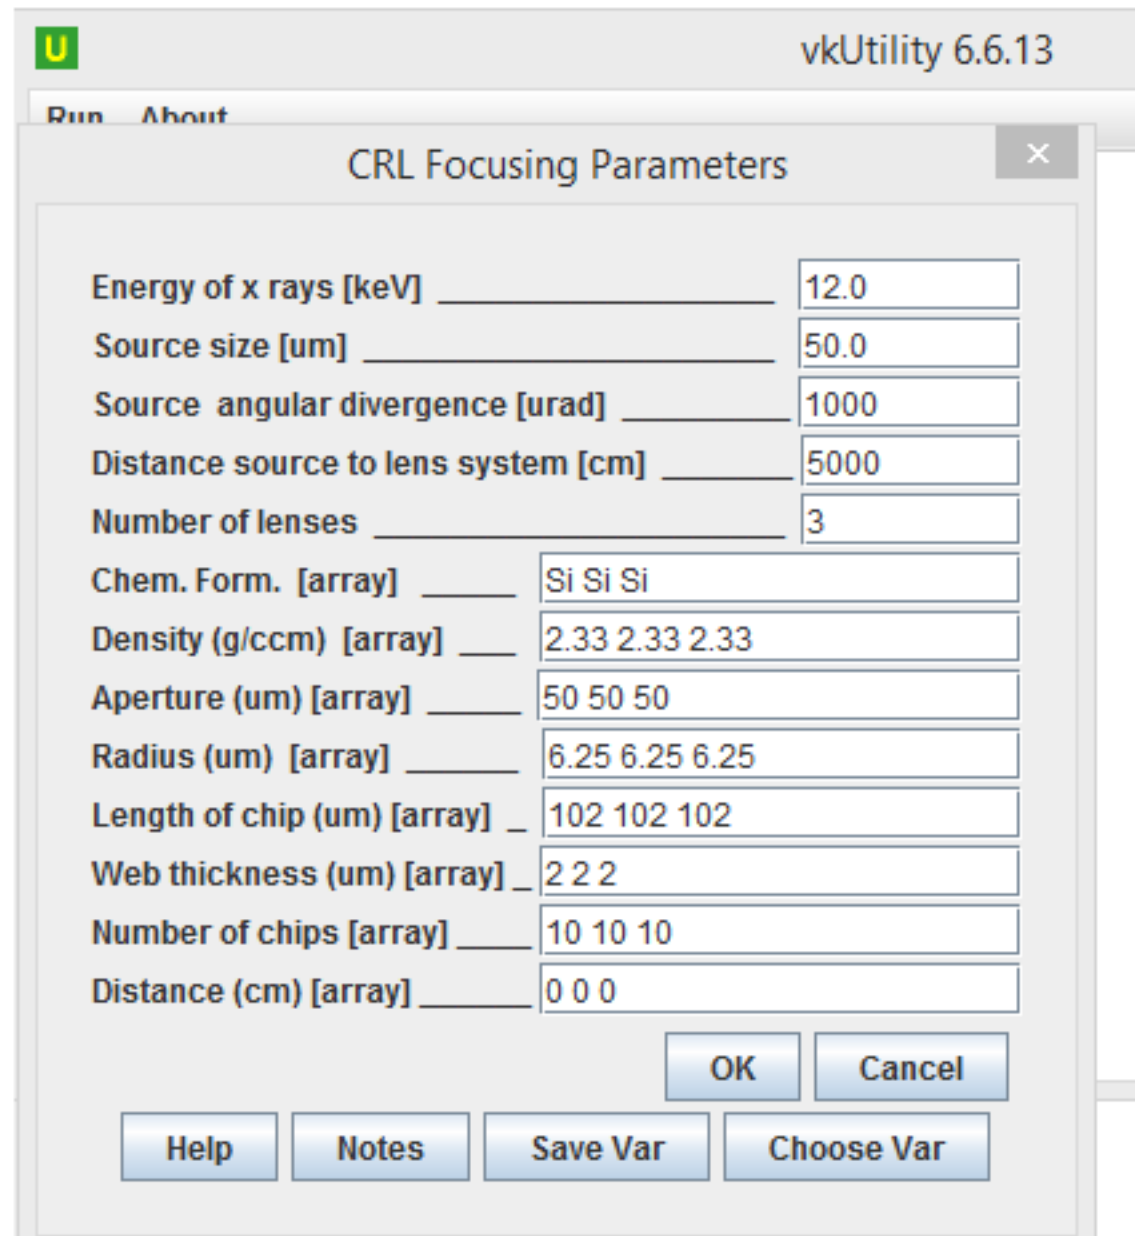 U vkUtility 6.6.13
Run About
CRL Focusing Parameters ×
Energy of x rays [keV] 12.0
Source size [um] 50.0
Source angular divergence [urad] 1000
Distance source to lens system [cm] 5000
Number of lenses 3
Chem. Form. [array] Si Si Si
Density (g/ccm) [array] 2.33 2.33 2.33
Aperture (um) [array] 50 50 50
Radius (um) [array] 6.25 6.25 6.25
Length of chip (um) [array] 102 102 102
Web thickness (um) [array] 2 2 2
Number of chips [array] 10 10 10
Distance (cm) [array] 0 0 0
OK Cancel
Help Notes Save Var Choose Var